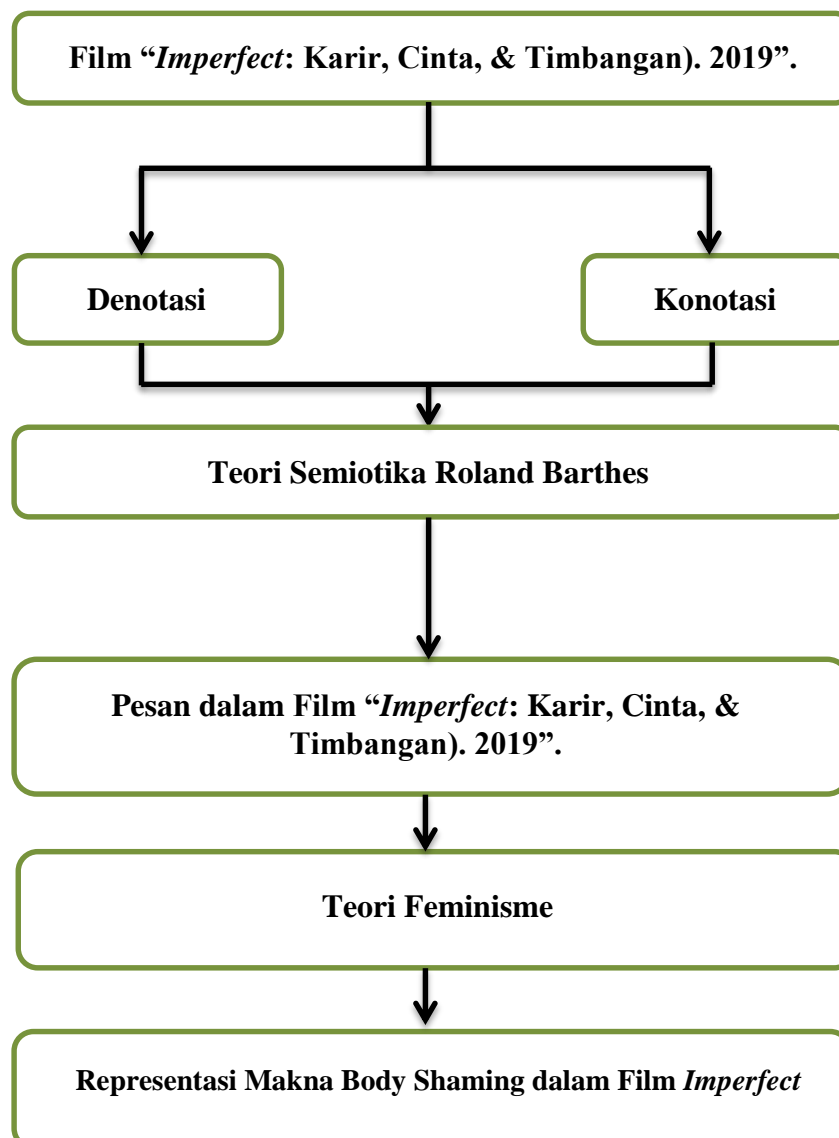 Film “Imperfect: Karir, Cinta, & Timbangan). 2019”.
Denotasi
Konotasi
Teori Semiotika Roland Barthes
Pesan dalam Film “Imperfect: Karir, Cinta, &
Timbangan). 2019”.
Teori Feminisme
Representasi Makna Body Shaming dalam Film Imperfect